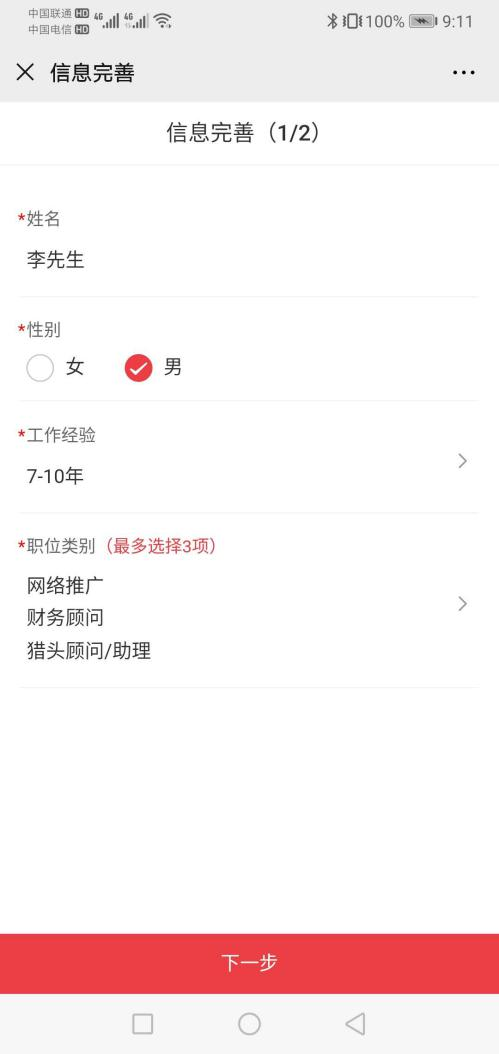 中国联通 HD 4G 4G 100% 9:11
中国电信 HD
信息完善
信息完善（1/2）
*姓名
李先生
*性别
女 男
*工作经验
7-10年
*职位类别（最多选择3项）
网络推广
财务顾问
猎头顾问/助理
下一步